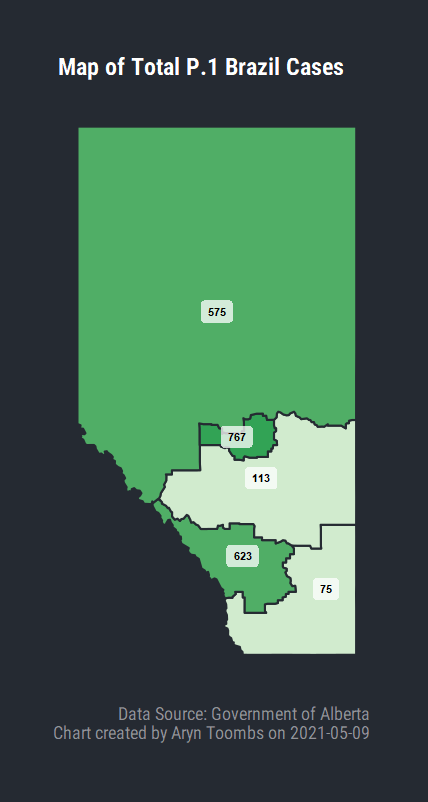 Map of Total P.1 Brazil Cases
575
767
113
623
75
Data Source: Government of Alberta
Chart created by Aryn Toombs on 2021-05-09